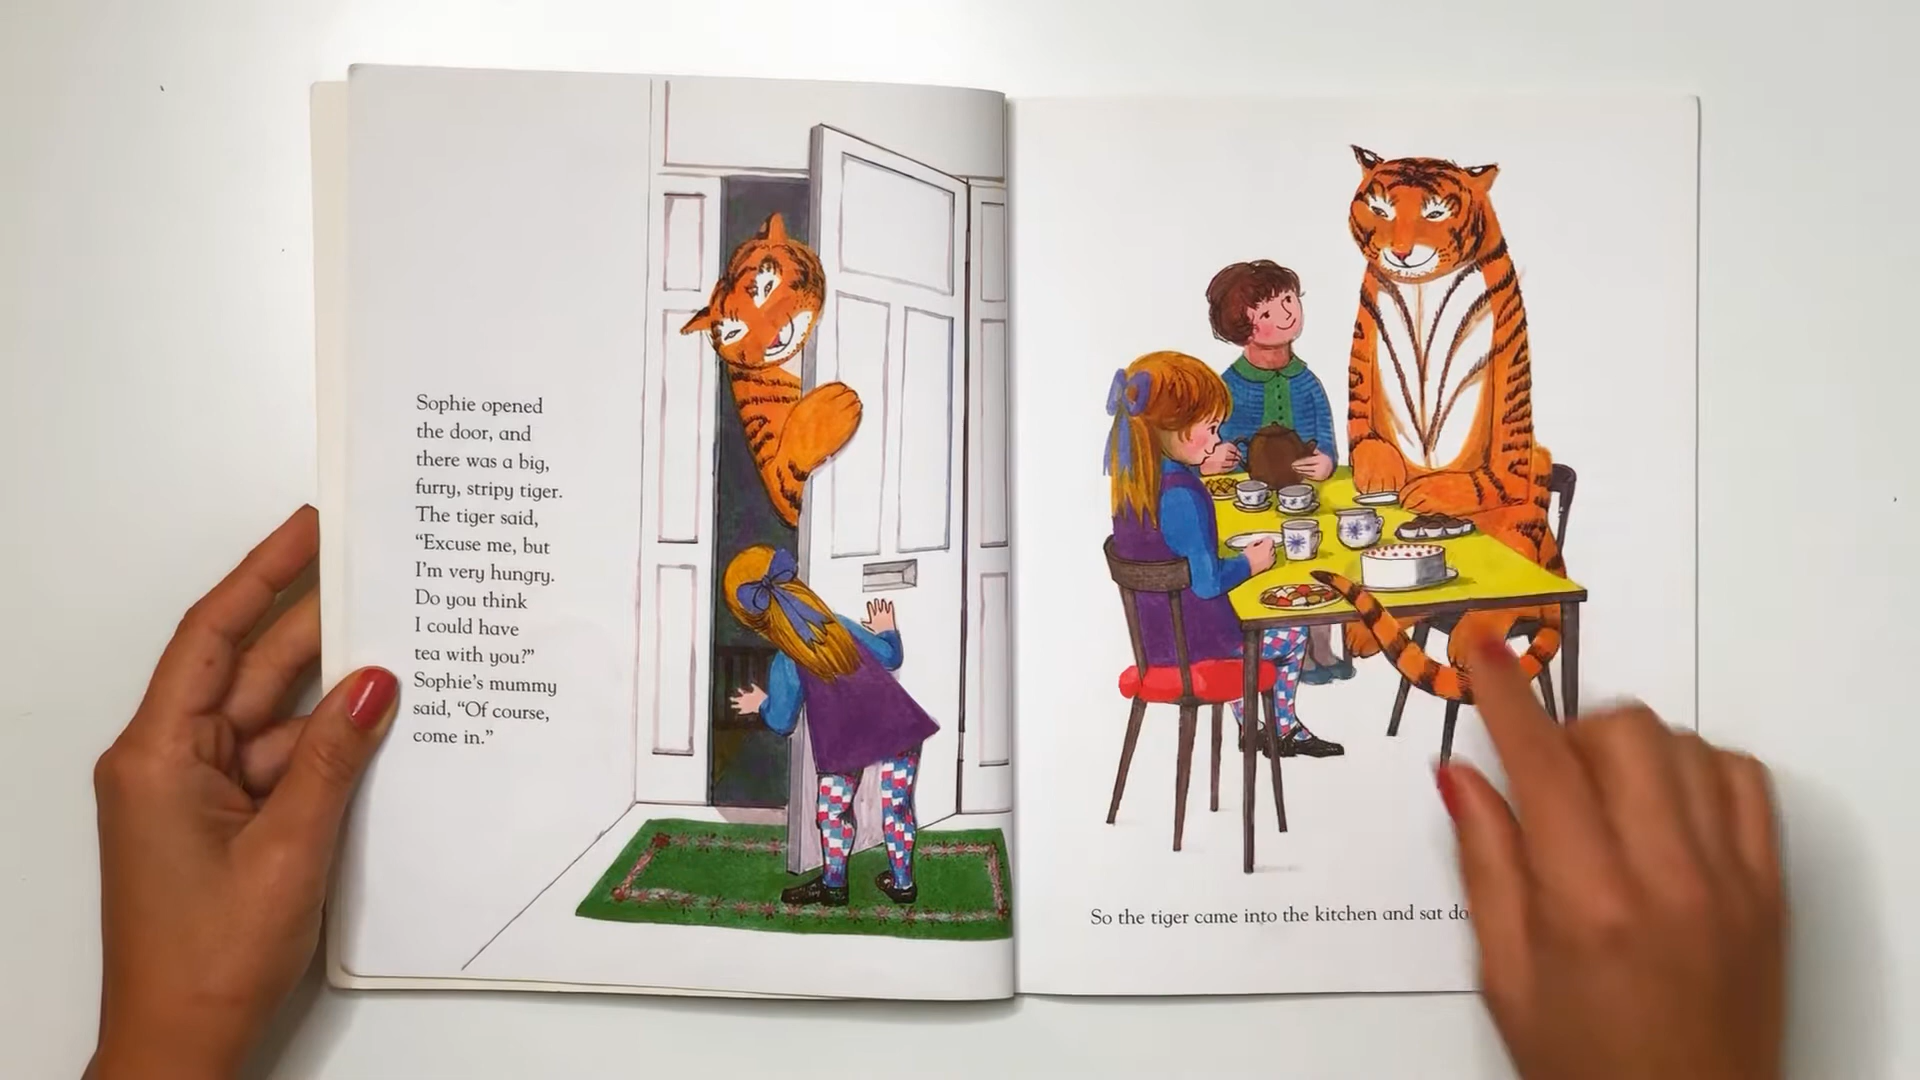 Sophie opened
the door, and
there was a big,
furry, stripy tiger.
The tiger said,
“Excuse me, but
I’m very hungry.
Do you think
I could have
tea with you?”
Sophie’s mummy
said, “Of course,
come in.”
So the tiger came into the kitchen and sat